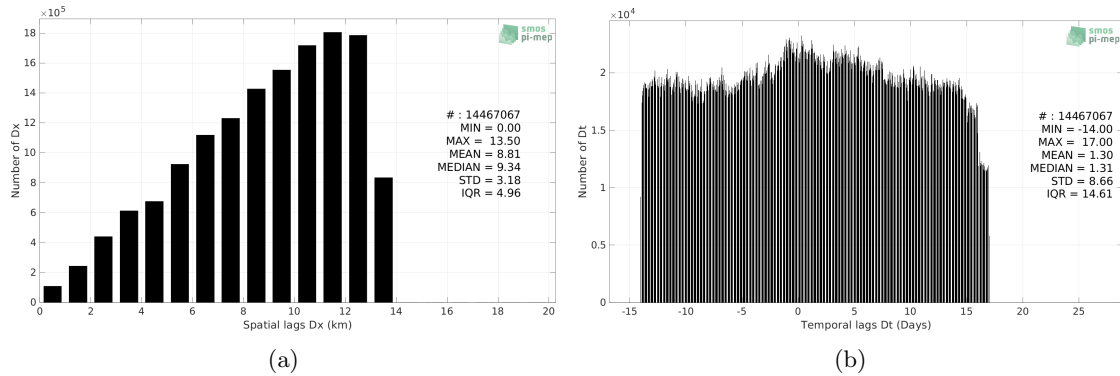 ×10⁵
18
16
14
12
10
8
6
4
2
0
Number of Dx
smos
pi-mep
# : 14467067
MIN = 0.00
MAX = 13.50
MEAN = 8.81
MEDIAN = 9.34
STD = 3.18
IQR = 4.96
0 2 4 6 8 10 12 14 16 18 20
Spatial lags Dx (km)
(a)
×10⁴
2
1.5
1
0.5
0
Number of Dt
smos
pi-mep
# : 14467067
MIN = -14.00
MAX = 17.00
MEAN = 1.30
MEDIAN = 1.31
STD = 8.66
IQR = 14.61
-15 -10 -5 0 5 10 15 20 25
Temporal lags Dt (Days)
(b)